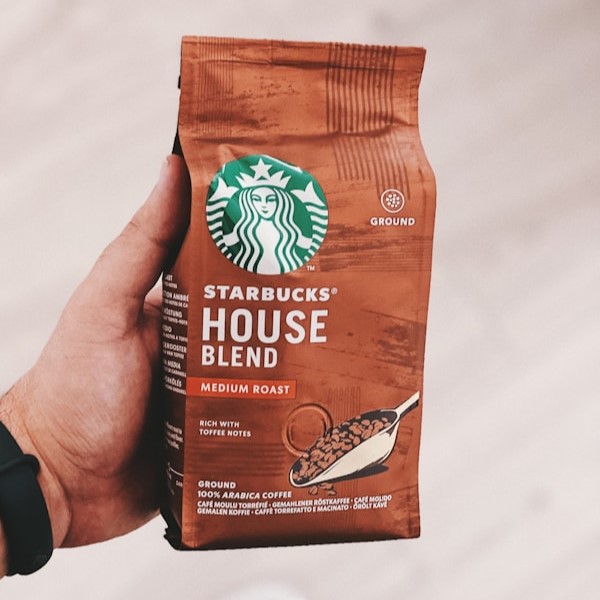 GROUND
™
STARBUCKS®
HOUSE
BLEND
MEDIUM ROAST
RICH WITH
TOFFEE NOTES
GROUND
100% ARABICA COFFEE
CAFÉ MOULU TORRÉFIÉ • GEMAHLENER RÖSTKAFFEE • CAFÉ MOLIDO
GEMALEN KOFFIE • CAFFÈ TORREFATTO E MACINATO • ŐRÖLT KÁVÉ